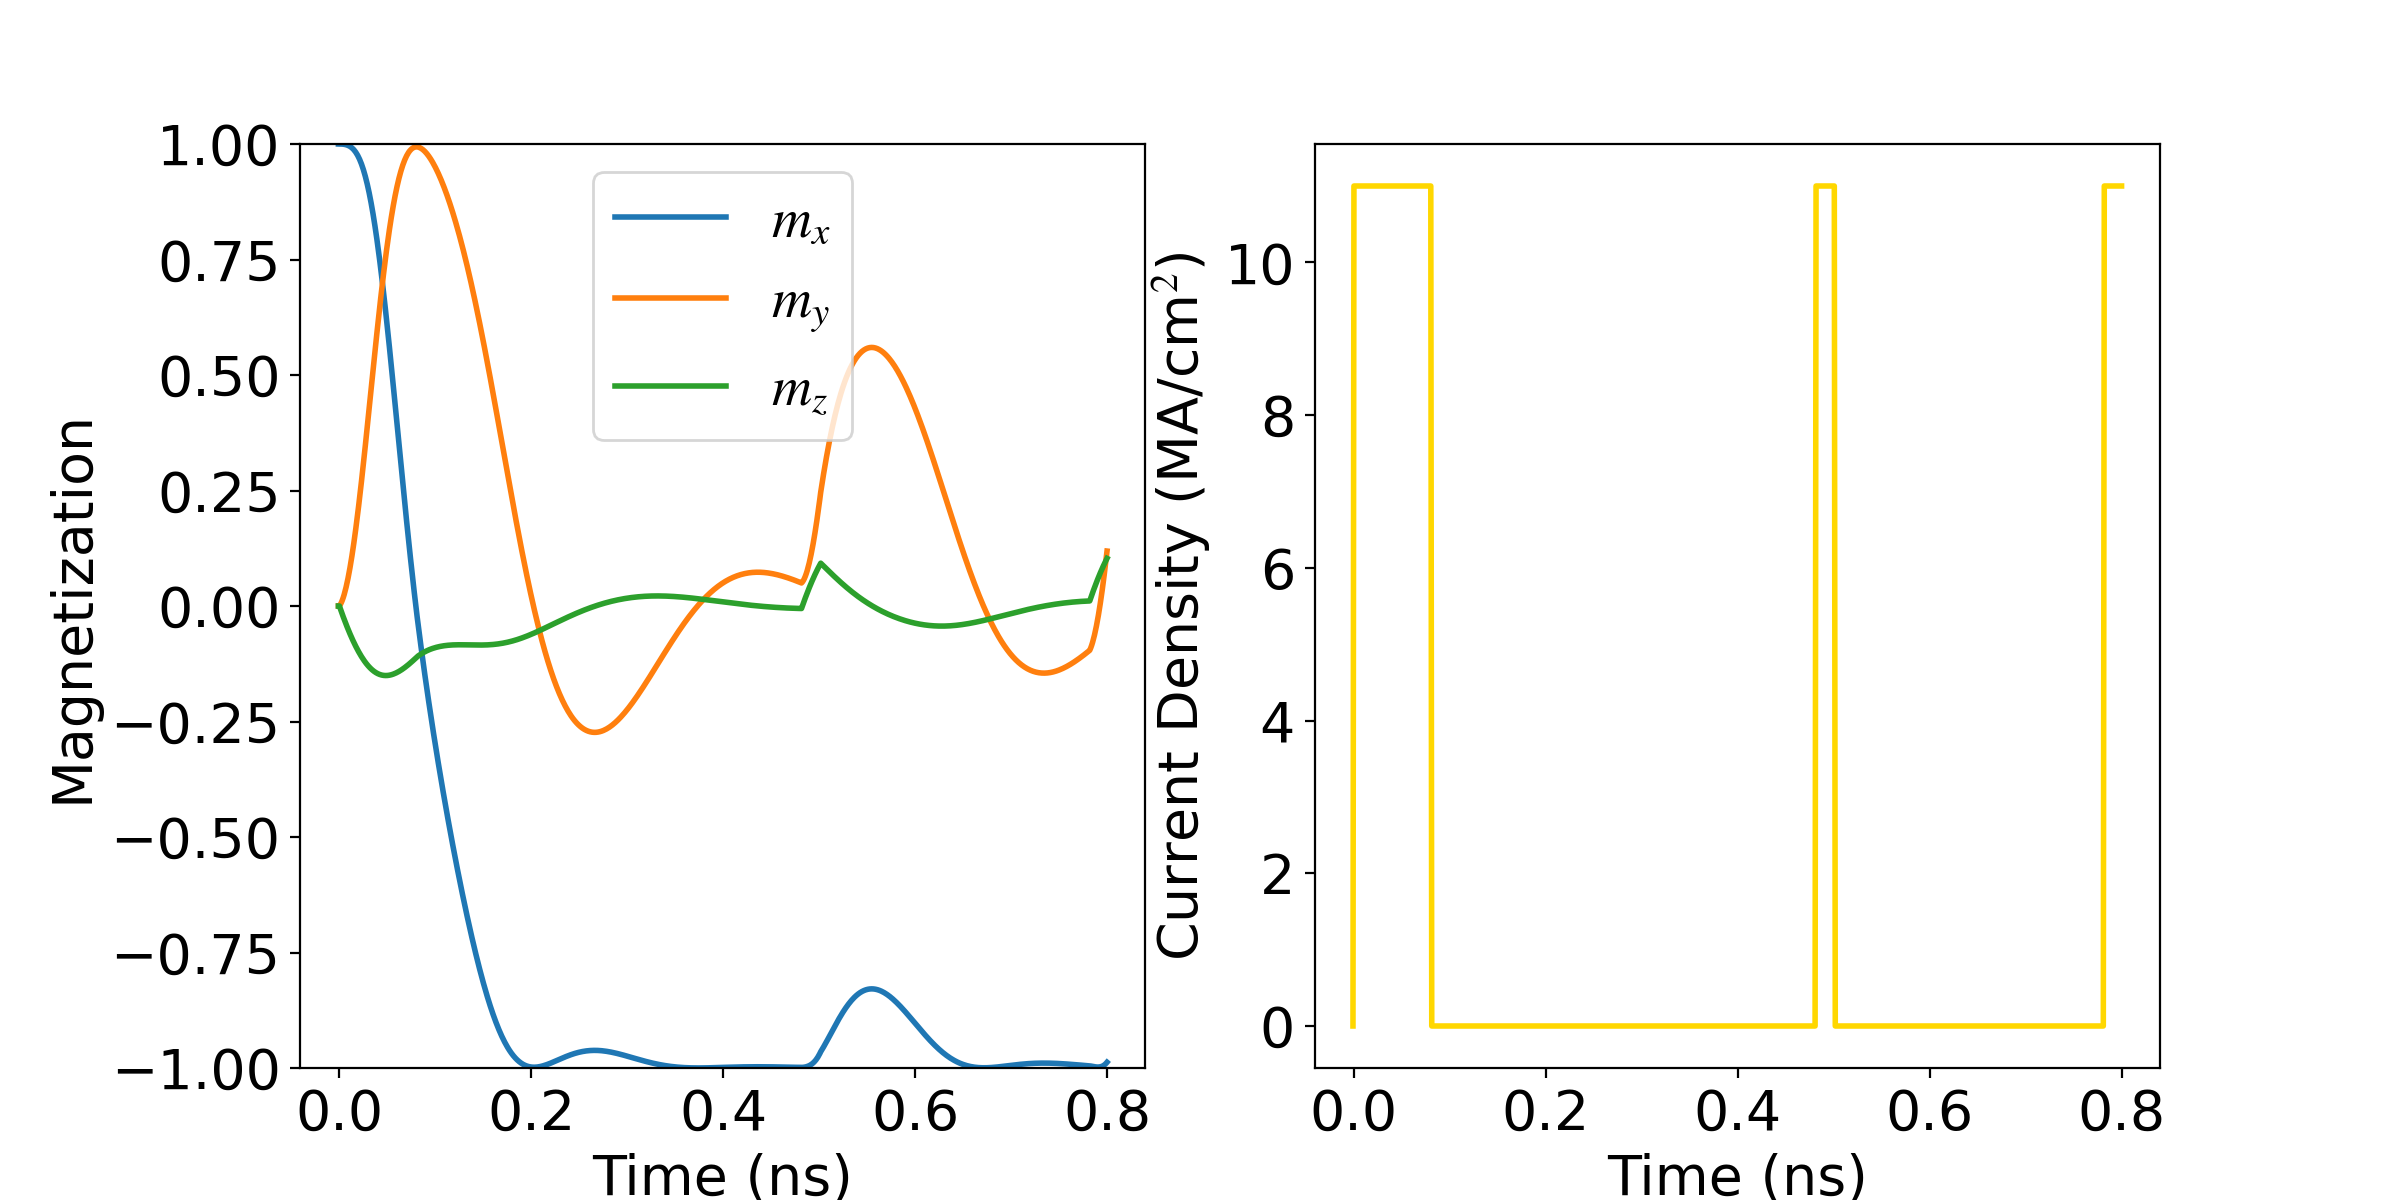 Magnetization
1.00
0.75
0.50
0.25
0.00
−0.25
−0.50
−0.75
−1.00
0.0 0.2 0.4 0.6 0.8
Time (ns)
m_x
m_y
m_z
Current Density (MA/cm²)
10
8
6
4
2
0
0.0 0.2 0.4 0.6 0.8
Time (ns)